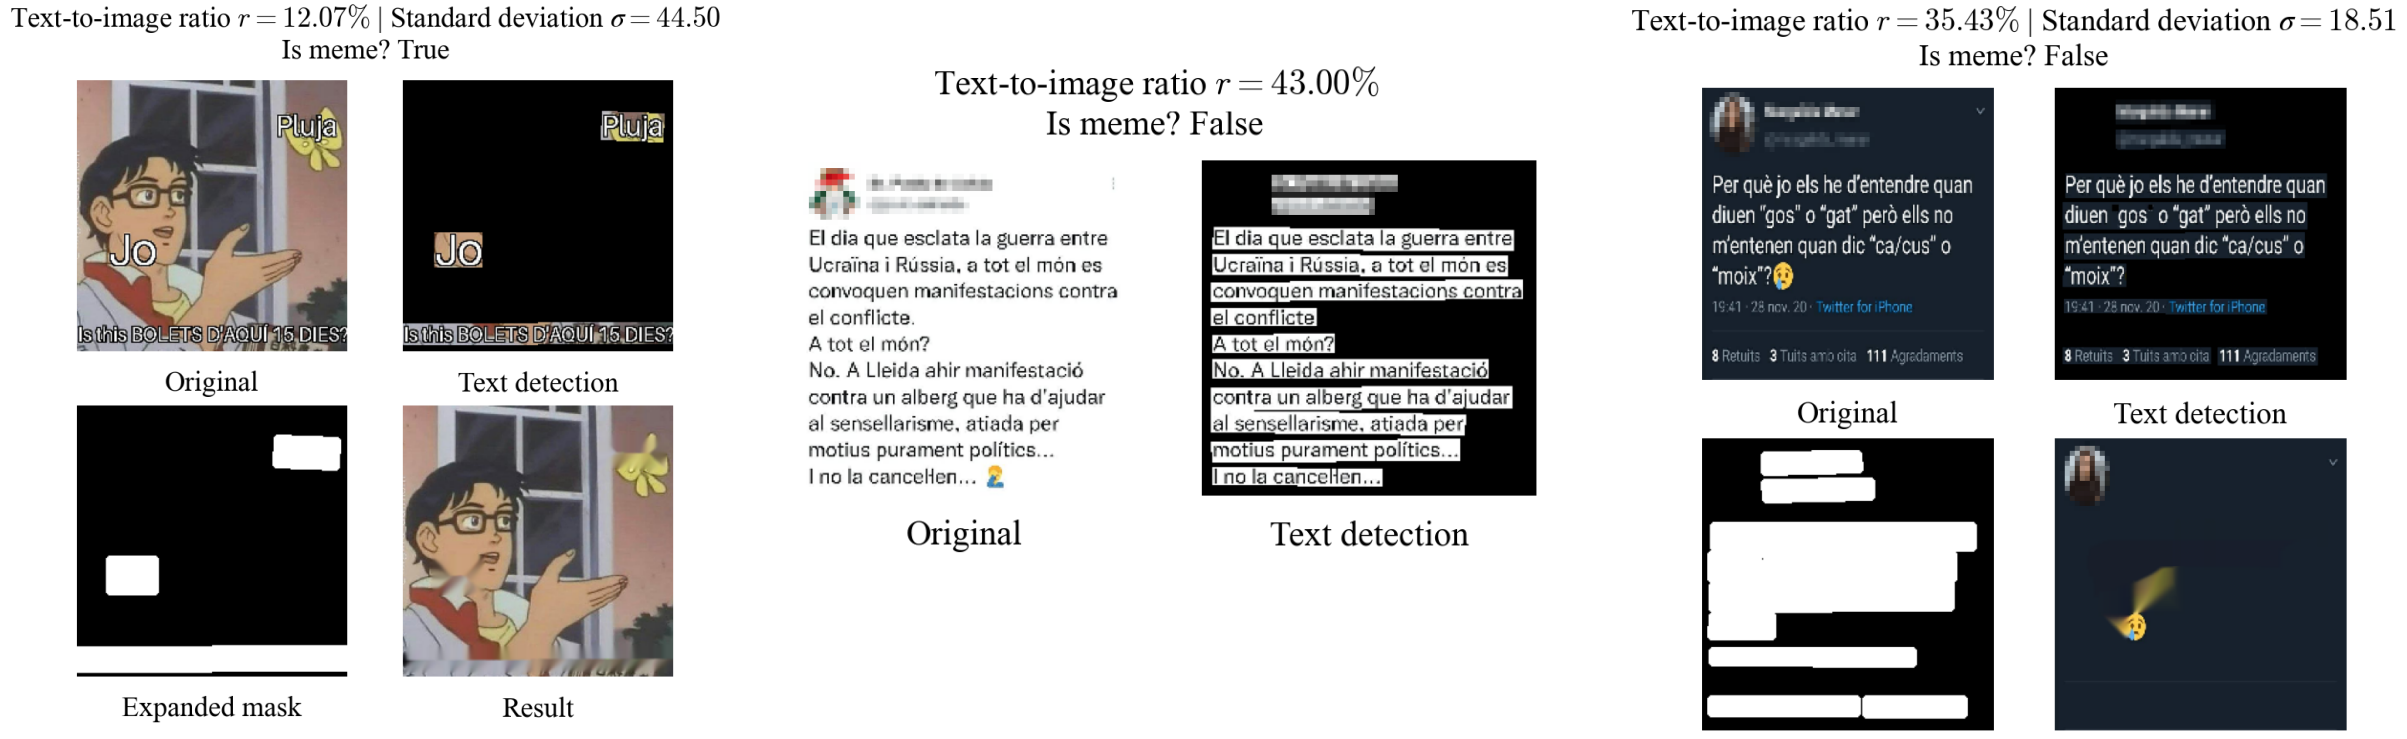 Text-to-image ratio r = 12.07% | Standard deviation σ = 44.50
Is meme? True
Pluja
Jo
Is this BOLETS D'AQUÍ 15 DIES?
Original
Pluja
Jo
Is this BOLETS D'AQUÍ 15 DIES?
Text detection
Expanded mask
Result
Text-to-image ratio r = 43.00%
Is meme? False
El dia que esclata la guerra entre
Ucraïna i Rússia, a tot el món es
convoquen manifestacions contra
el conflicte.
A tot el món?
No. A Lleida ahir manifestació
contra un alberg que ha d'ajudar
al sensellarisme, atiada per
motius purament polítics...
I no la cancel·len... 🤦‍♂️
Original
El dia que esclata la guerra entre
Ucraïna i Rússia, a tot el món es
convoquen manifestacions contra
el conflicte
A tot el món?
No. A Lleida ahir manifestació
contra un alberg que ha d'ajudar
al sensellarisme, atiada per
motius purament polítics...
I no la cancel·len...
Text detection
Text-to-image ratio r = 35.43% | Standard deviation σ = 18.51
Is meme? False
Per què jo els he d'entendre quan
diuen "gos" o "gat" però ells no
m'entenen quan dic "ca/cus" o
"moix"?😢
19:41 · 28 nov. 20 · Twitter for iPhone
8 Retuits 3 Tuits amb cita 111 Agradaments
Original
Per què jo els he d'entendre quan
diuen gos o "gat" però ells no
m'entenen quan dic "ca/cus" o
"moix"?
19:41 · 28 nov. 20 · Twitter for iPhone
8 Retuits 3 Tuits amb cita 111 Agradaments
Text detection